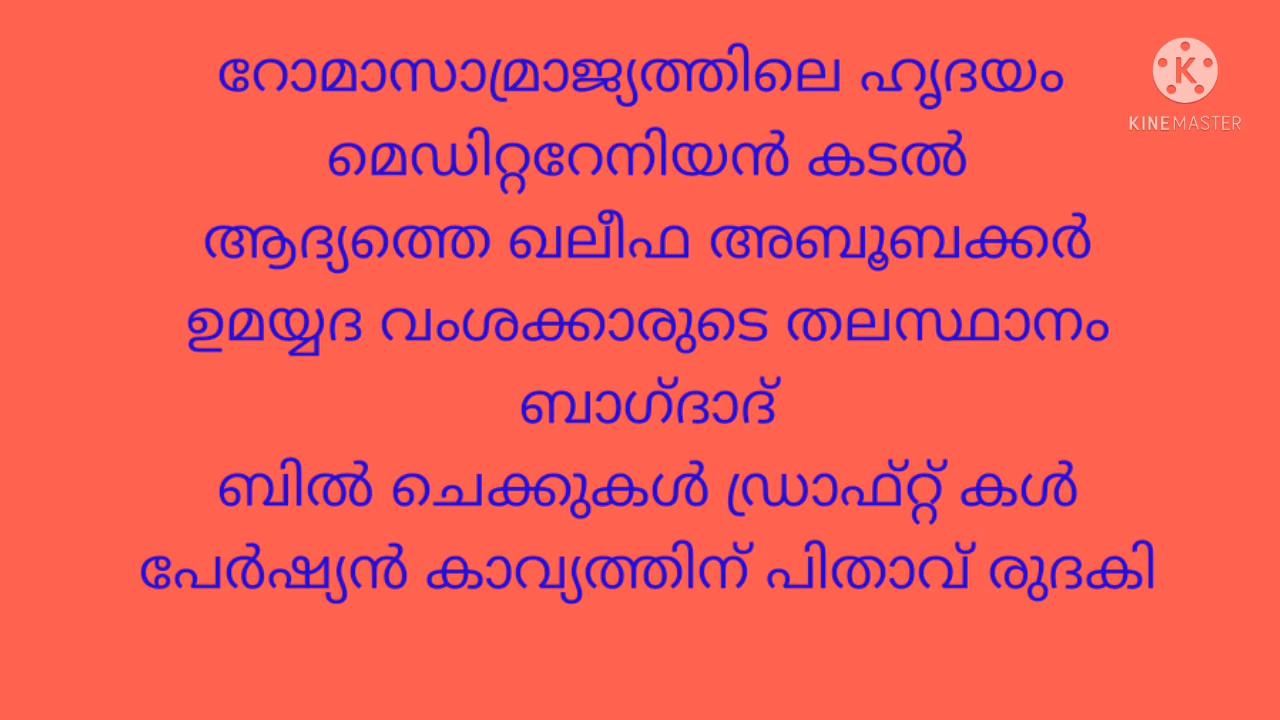 റോമാസാമ്രാജ്യത്തിലെ ഹൃദയം
മെഡിറ്ററേനിയൻ കടൽ
ആദ്യത്തെ ഖലീഫ അബൂബക്കർ
ഉമയ്യദ വംശക്കാരുടെ തലസ്ഥാനം
ബാഗ്ദാദ്
ബിൽ ചെക്കുകൾ ഡ്രാഫ്റ്റ് കൾ
പേർഷ്യൻ കാവ്യത്തിന് പിതാവ് രുദകി
KINEMASTER